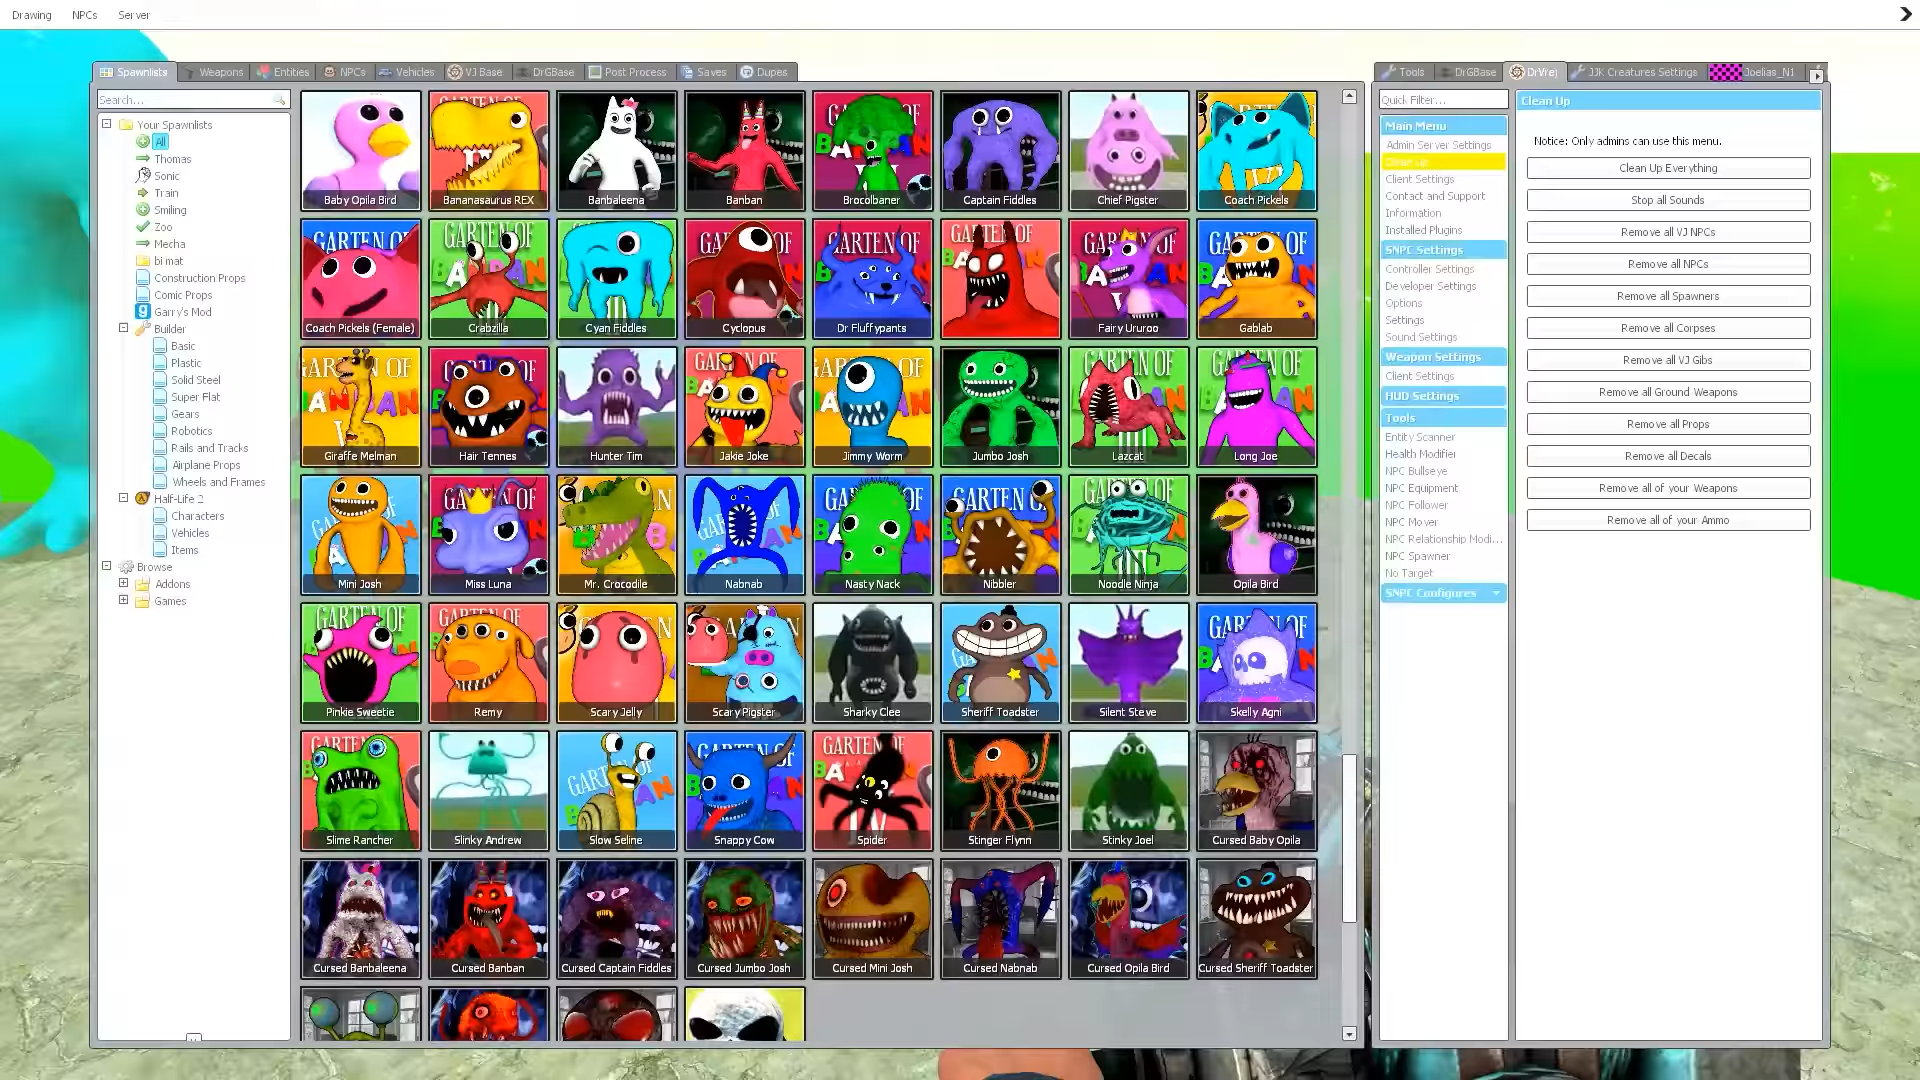 Drawing NPCs Server
Spawnlists Weapons Entities NPCs Vehicles VJ Base DrGBase Post Process Saves Dupes
Search...
Your Spawnlists
All
Thomas
Sonic
Train
Smiling
Zoo
Mecha
bi mat
Construction Props
Comic Props
Garry's Mod
Builder
Basic
Plastic
Solid Steel
Super Flat
Gears
Robotics
Rails and Tracks
Airplane Props
Wheels and Frames
Half-Life 2
Characters
Vehicles
Items
Browse
Addons
Games
Baby Opila Bird Bananasaurus REX Banbaleena Banban Brocolbaner Captain Fiddles Chief Pigster Coach Pickels
Coach Pickels (Female) Crabzilla Cyan Fiddles Cyclopus Dr Fluffypants Fairy Ururoo Gablab
Giraffe Melman Hair Tennes Hunter Tim Jakie Joke Jimmy Worm Jumbo Josh Lazcat Long Joe
Mini Josh Miss Luna Mr. Crocodile Nabnab Nasty Nack Nibbler Noodle Ninja Opila Bird
Pinkie Sweetie Remy Scary Jelly Scary Pigster Sharky Clee Sheriff Toadster Silent Steve Skelly Agni
Slime Rancher Slinky Andrew Slow Seline Snappy Cow Spider Stinger Flynn Stinky Joel Cursed Baby Opila
Cursed Banbaleena Cursed Banban Cursed Captain Fiddles Cursed Jumbo Josh Cursed Mini Josh Cursed Nabnab Cursed Opila Bird Cursed Sheriff Toadster
Tools DrGBase DrVrej JJK Creatures Settings Joelias_N1
Quick Filter...
Main Menu
Admin Server Settings
Clean Up
Client Settings
Contact and Support
Information
Installed Plugins
SNPC Settings
Controller Settings
Developer Settings
Options
Settings
Sound Settings
Weapon Settings
Client Settings
HUD Settings
Tools
Entity Scanner
Health Modifier
NPC Bullseye
NPC Equipment
NPC Follower
NPC Mover
NPC Relationship Modi...
NPC Spawner
No Target
SNPC Configures
Clean Up
Notice: Only admins can use this menu.
Clean Up Everything
Stop all Sounds
Remove all VJ NPCs
Remove all NPCs
Remove all Spawners
Remove all Corpses
Remove all VJ Gibs
Remove all Ground Weapons
Remove all Props
Remove all Decals
Remove all of your Weapons
Remove all of your Ammo